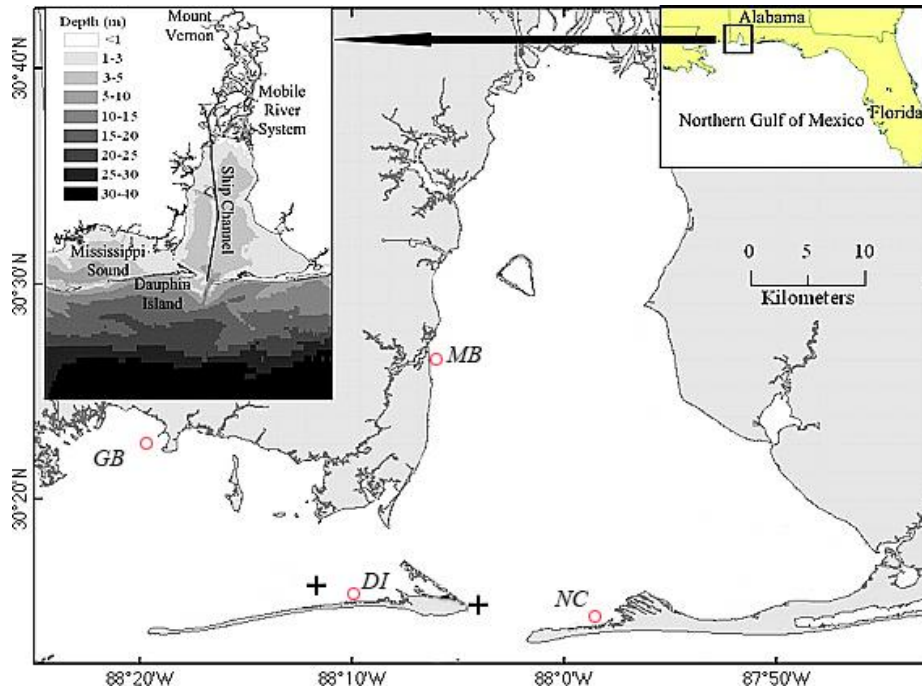 Depth (m)
<1
1-3
3-5
5-10
10-15
15-20
20-25
25-30
30-40
Mount
Vernon
Mobile
River
System
Ship Channel
Mississippi
Sound
Dauphin
Island
Alabama
Florida
Northern Gulf of Mexico
0 5 10
Kilometers
MB
GB
DI
NC
30°40'N
30°30'N
30°20'N
88°20'W 88°10'W 88°0'W 87°50'W